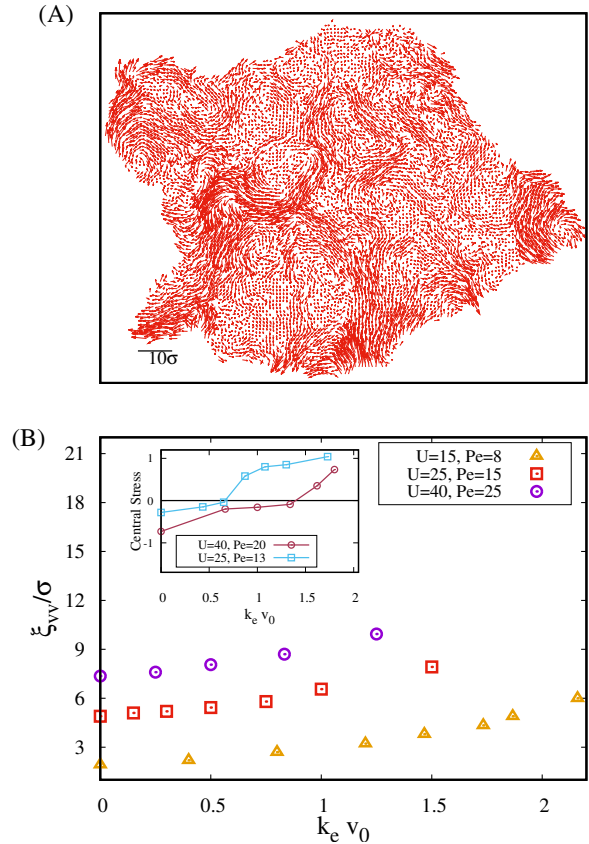 (A)
10σ
(B)
21
18
15
12
9
6
3
ξvv/σ
0
0.5
1
1.5
2
ke v0
U=15, Pe=8
U=25, Pe=15
U=40, Pe=25
1
0
-1
Central Stress
U=40, Pe=20
U=25, Pe=13
0
0.5
1
1.5
2
ke v0